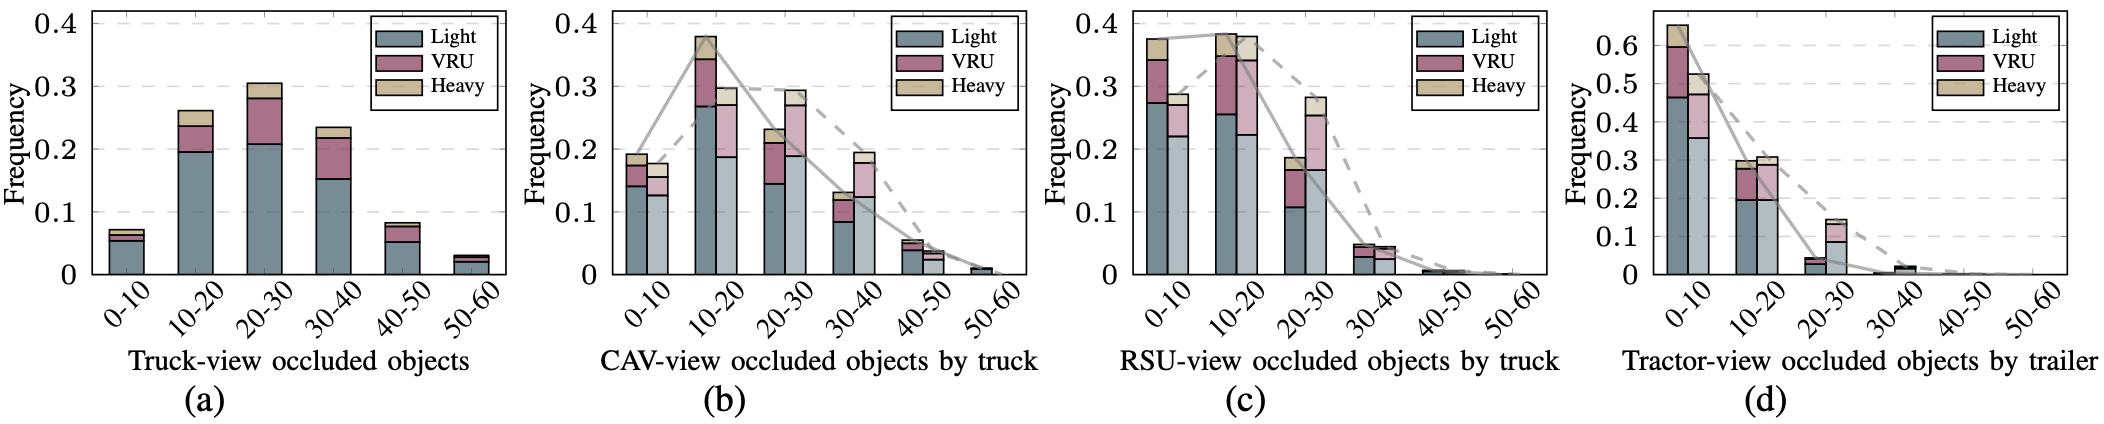 0.4
0.3
0.2
0.1
0
Frequency
Light
VRU
Heavy
0-10
10-20
20-30
30-40
40-50
50-60
Truck-view occluded objects
(a)
0.4
0.3
0.2
0.1
0
Frequency
Light
VRU
Heavy
0-10
10-20
20-30
30-40
40-50
50-60
CAV-view occluded objects by truck
(b)
0.4
0.3
0.2
0.1
0
Frequency
Light
VRU
Heavy
0-10
10-20
20-30
30-40
40-50
50-60
RSU-view occluded objects by truck
(c)
0.6
0.5
0.4
0.3
0.2
0.1
0
Frequency
Light
VRU
Heavy
0-10
10-20
20-30
30-40
40-50
50-60
Tractor-view occluded objects by trailer
(d)